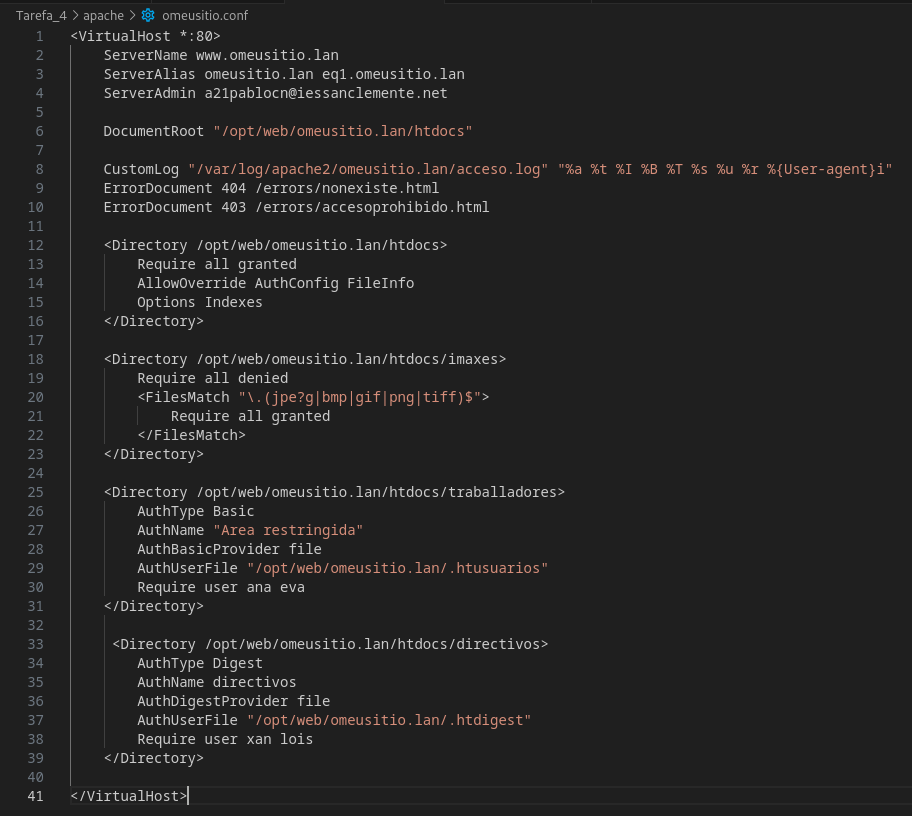 Tarefa_4 > apache > omeusitio.conf
1 <VirtualHost *:80>
2 ServerName www.omeusitio.lan
3 ServerAlias omeusitio.lan eq1.omeusitio.lan
4 ServerAdmin a21pablocn@iessanclemente.net
5
6 DocumentRoot "/opt/web/omeusitio.lan/htdocs"
7
8 CustomLog "/var/log/apache2/omeusitio.lan/acceso.log" "%a %t %I %B %T %s %u %r %{User-agent}i"
9 ErrorDocument 404 /errors/nonexiste.html
10 ErrorDocument 403 /errors/accesoprohibido.html
11
12 <Directory /opt/web/omeusitio.lan/htdocs>
13 Require all granted
14 AllowOverride AuthConfig FileInfo
15 Options Indexes
16 </Directory>
17
18 <Directory /opt/web/omeusitio.lan/htdocs/imaxes>
19 Require all denied
20 <FilesMatch "\.(jpe?g|bmp|gif|png|tiff)$">
21 Require all granted
22 </FilesMatch>
23 </Directory>
24
25 <Directory /opt/web/omeusitio.lan/htdocs/traballadores>
26 AuthType Basic
27 AuthName "Area restringida"
28 AuthBasicProvider file
29 AuthUserFile "/opt/web/omeusitio.lan/.htusuarios"
30 Require user ana eva
31 </Directory>
32
33 <Directory /opt/web/omeusitio.lan/htdocs/directivos>
34 AuthType Digest
35 AuthName directivos
36 AuthDigestProvider file
37 AuthUserFile "/opt/web/omeusitio.lan/.htdigest"
38 Require user xan lois
39 </Directory>
40
41 </VirtualHost>